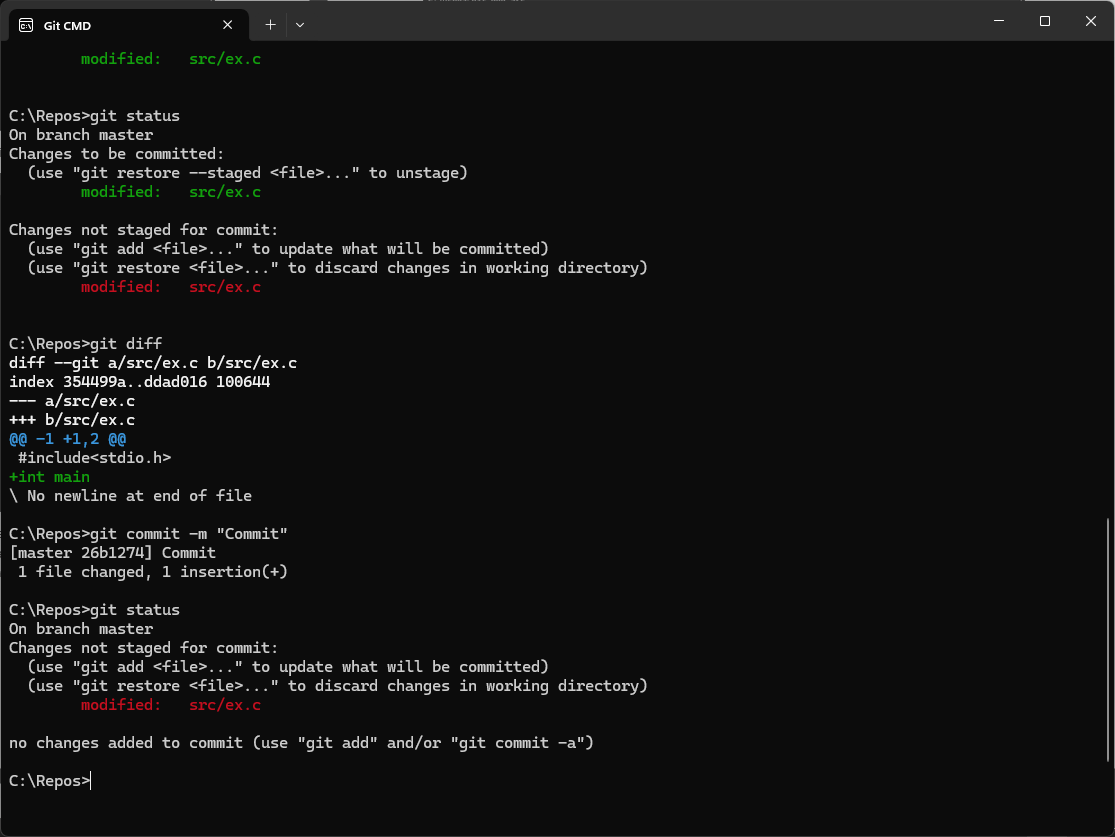 Git CMD
modified:   src/ex.c
C:\Repos>git status
On branch master
Changes to be committed:
  (use "git restore --staged <file>..." to unstage)
        modified:   src/ex.c
Changes not staged for commit:
  (use "git add <file>..." to update what will be committed)
  (use "git restore <file>..." to discard changes in working directory)
        modified:   src/ex.c
C:\Repos>git diff
diff --git a/src/ex.c b/src/ex.c
index 354499a..ddad016 100644
--- a/src/ex.c
+++ b/src/ex.c
@@ -1 +1,2 @@
 #include<stdio.h>
+int main
\ No newline at end of file
C:\Repos>git commit -m "Commit"
[master 26b1274] Commit
 1 file changed, 1 insertion(+)
C:\Repos>git status
On branch master
Changes not staged for commit:
  (use "git add <file>..." to update what will be committed)
  (use "git restore <file>..." to discard changes in working directory)
        modified:   src/ex.c
no changes added to commit (use "git add" and/or "git commit -a")
C:\Repos>